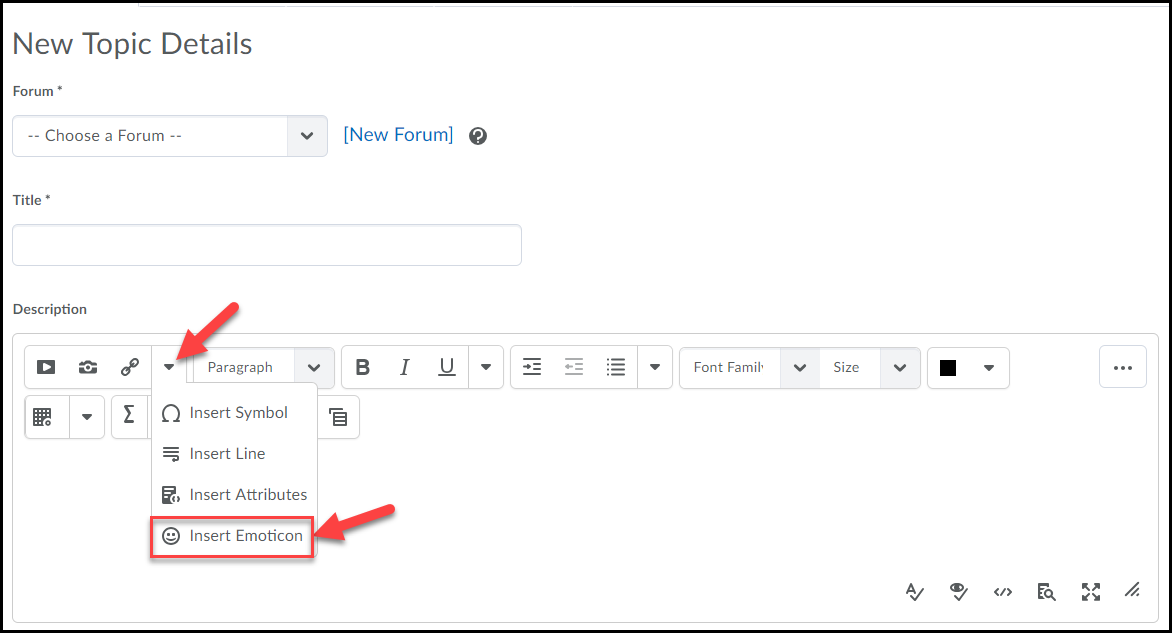 New Topic Details
Forum *
-- Choose a Forum --
[New Forum]
Title *
Description
Paragraph
B I U
Font Family
Size
Σ
Insert Symbol
Insert Line
Insert Attributes
Insert Emoticon